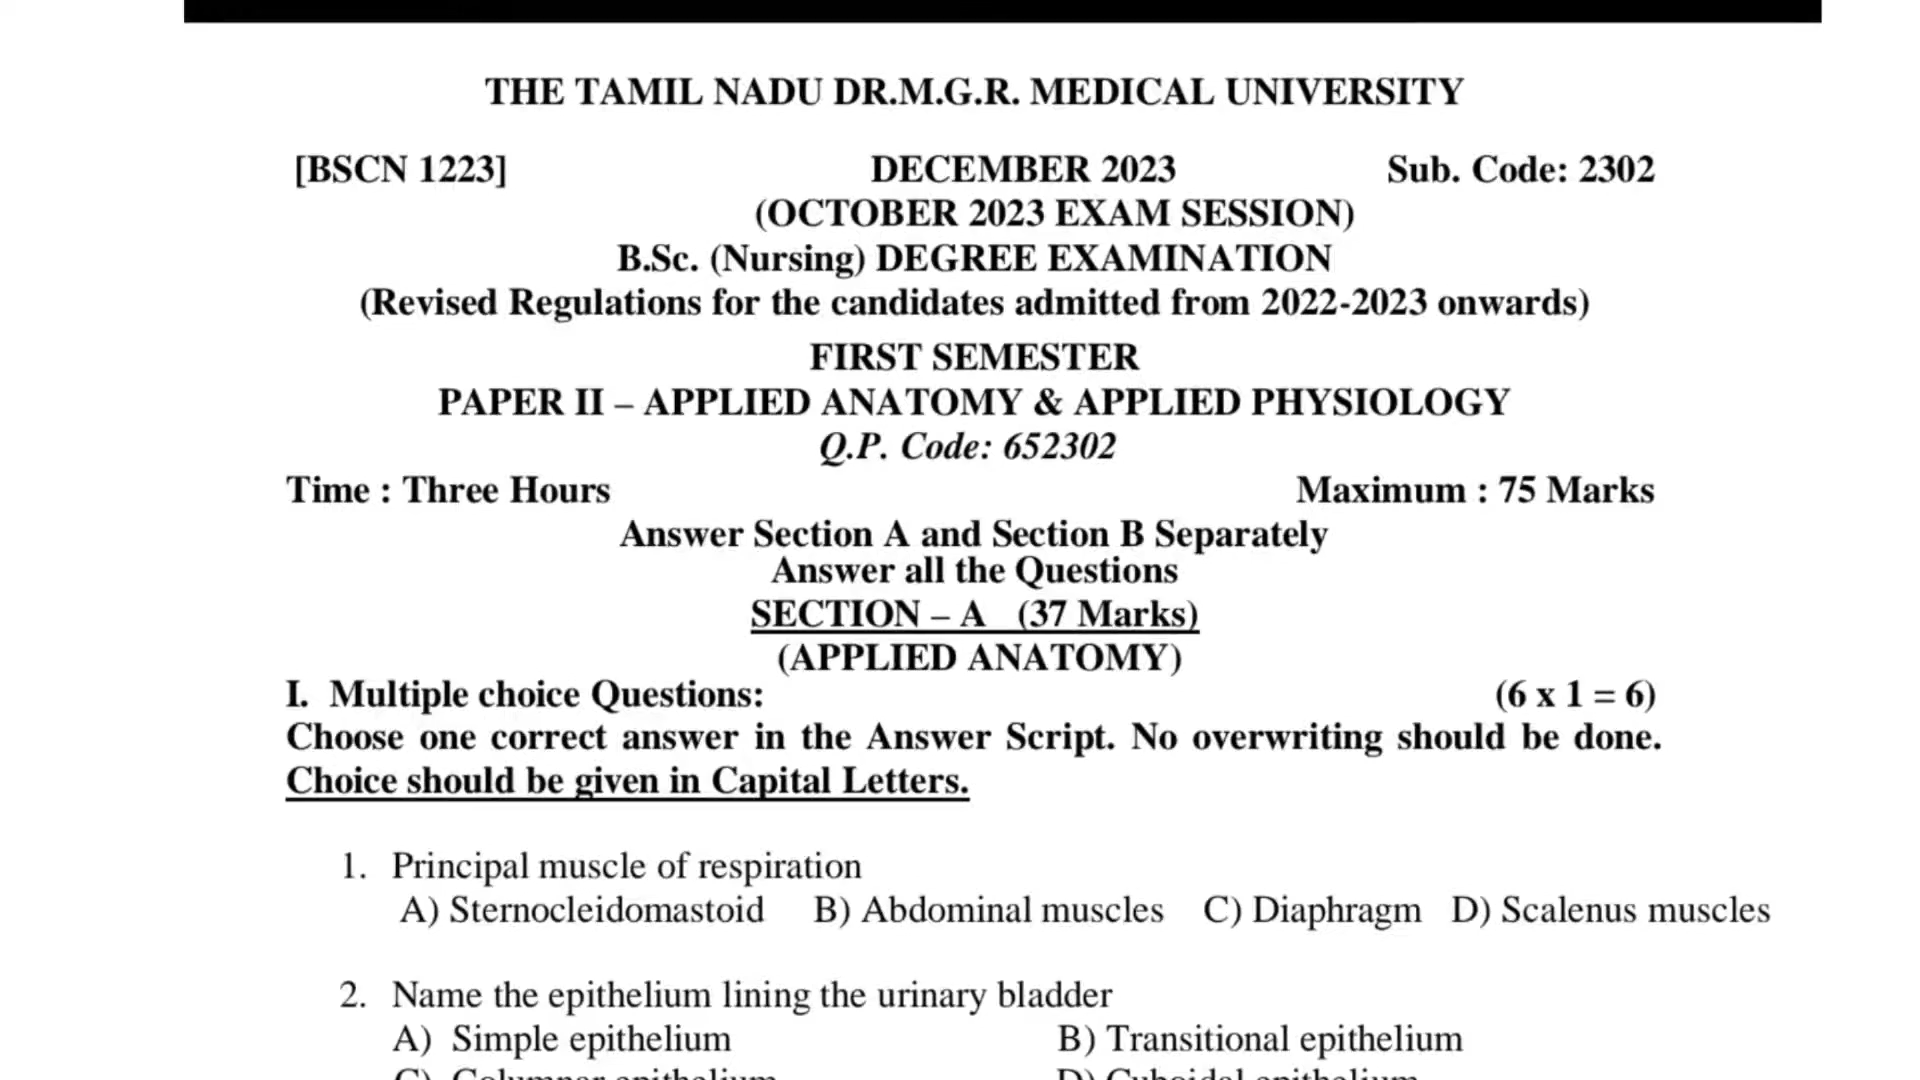 THE TAMIL NADU DR.M.G.R. MEDICAL UNIVERSITY
[BSCN 1223] DECEMBER 2023 Sub. Code: 2302
(OCTOBER 2023 EXAM SESSION)
B.Sc. (Nursing) DEGREE EXAMINATION
(Revised Regulations for the candidates admitted from 2022-2023 onwards)
FIRST SEMESTER
PAPER II – APPLIED ANATOMY & APPLIED PHYSIOLOGY
Q.P. Code: 652302
Time : Three Hours Maximum : 75 Marks
Answer Section A and Section B Separately
Answer all the Questions
SECTION – A (37 Marks)
(APPLIED ANATOMY)
I. Multiple choice Questions: (6 x 1 = 6)
Choose one correct answer in the Answer Script. No overwriting should be done.
Choice should be given in Capital Letters.
1. Principal muscle of respiration
A) Sternocleidomastoid B) Abdominal muscles C) Diaphragm D) Scalenus muscles
2. Name the epithelium lining the urinary bladder
A) Simple epithelium B) Transitional epithelium
C) Columnar epithelium D) Cuboidal epithelium